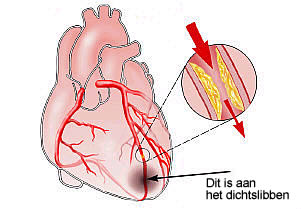 Dit is aan
het dichtslibben